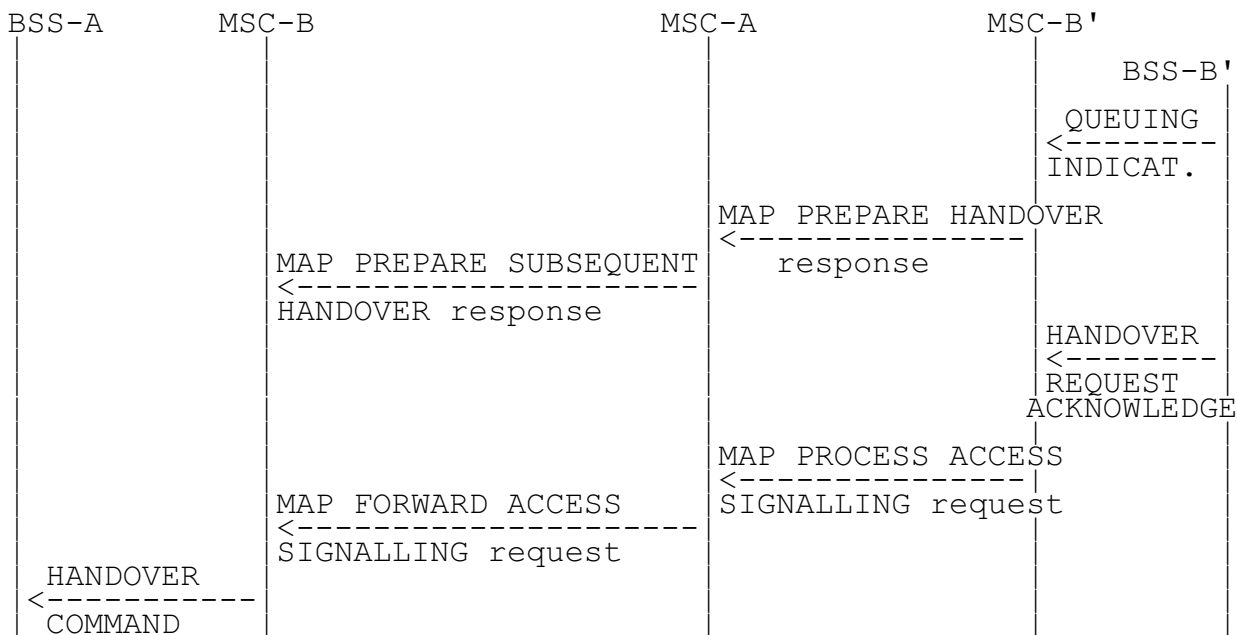 BSS-A MSC-B MSC-A MSC-B'
BSS-B'
QUEUING
INDICAT.
MAP PREPARE HANDOVER
response
MAP PREPARE SUBSEQUENT
HANDOVER response
HANDOVER
REQUEST
ACKNOWLEDGE
MAP PROCESS ACCESS
SIGNALLING request
MAP FORWARD ACCESS
SIGNALLING request
HANDOVER
COMMAND